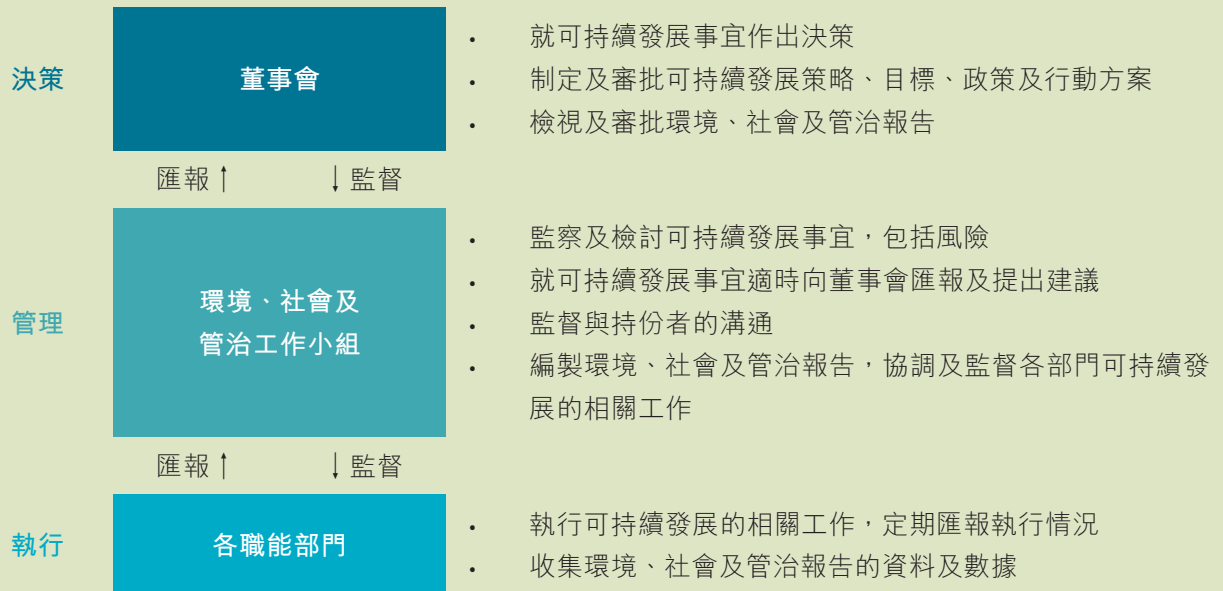 決策
董事會
• 就可持續發展事宜作出決策
• 制定及審批可持續發展策略、目標、政策及行動方案
• 檢視及審批環境、社會及管治報告
匯報↑ ↓監督
管理
環境、社會及
管治工作小組
• 監察及檢討可持續發展事宜，包括風險
• 就可持續發展事宜適時向董事會匯報及提出建議
• 監督與持份者的溝通
• 編製環境、社會及管治報告，協調及監督各部門可持續發
展的相關工作
匯報↑ ↓監督
執行
各職能部門
• 執行可持續發展的相關工作，定期匯報執行情況
• 收集環境、社會及管治報告的資料及數據